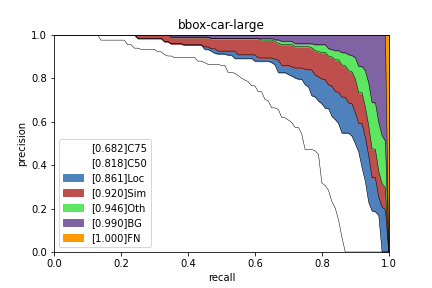 bbox-car-large
precision
1.0
0.8
0.6
0.4
0.2
0.0
[0.682]C75
[0.818]C50
[0.861]Loc
[0.920]Sim
[0.946]Oth
[0.990]BG
[1.000]FN
0.0 0.2 0.4 0.6 0.8 1.0
recall